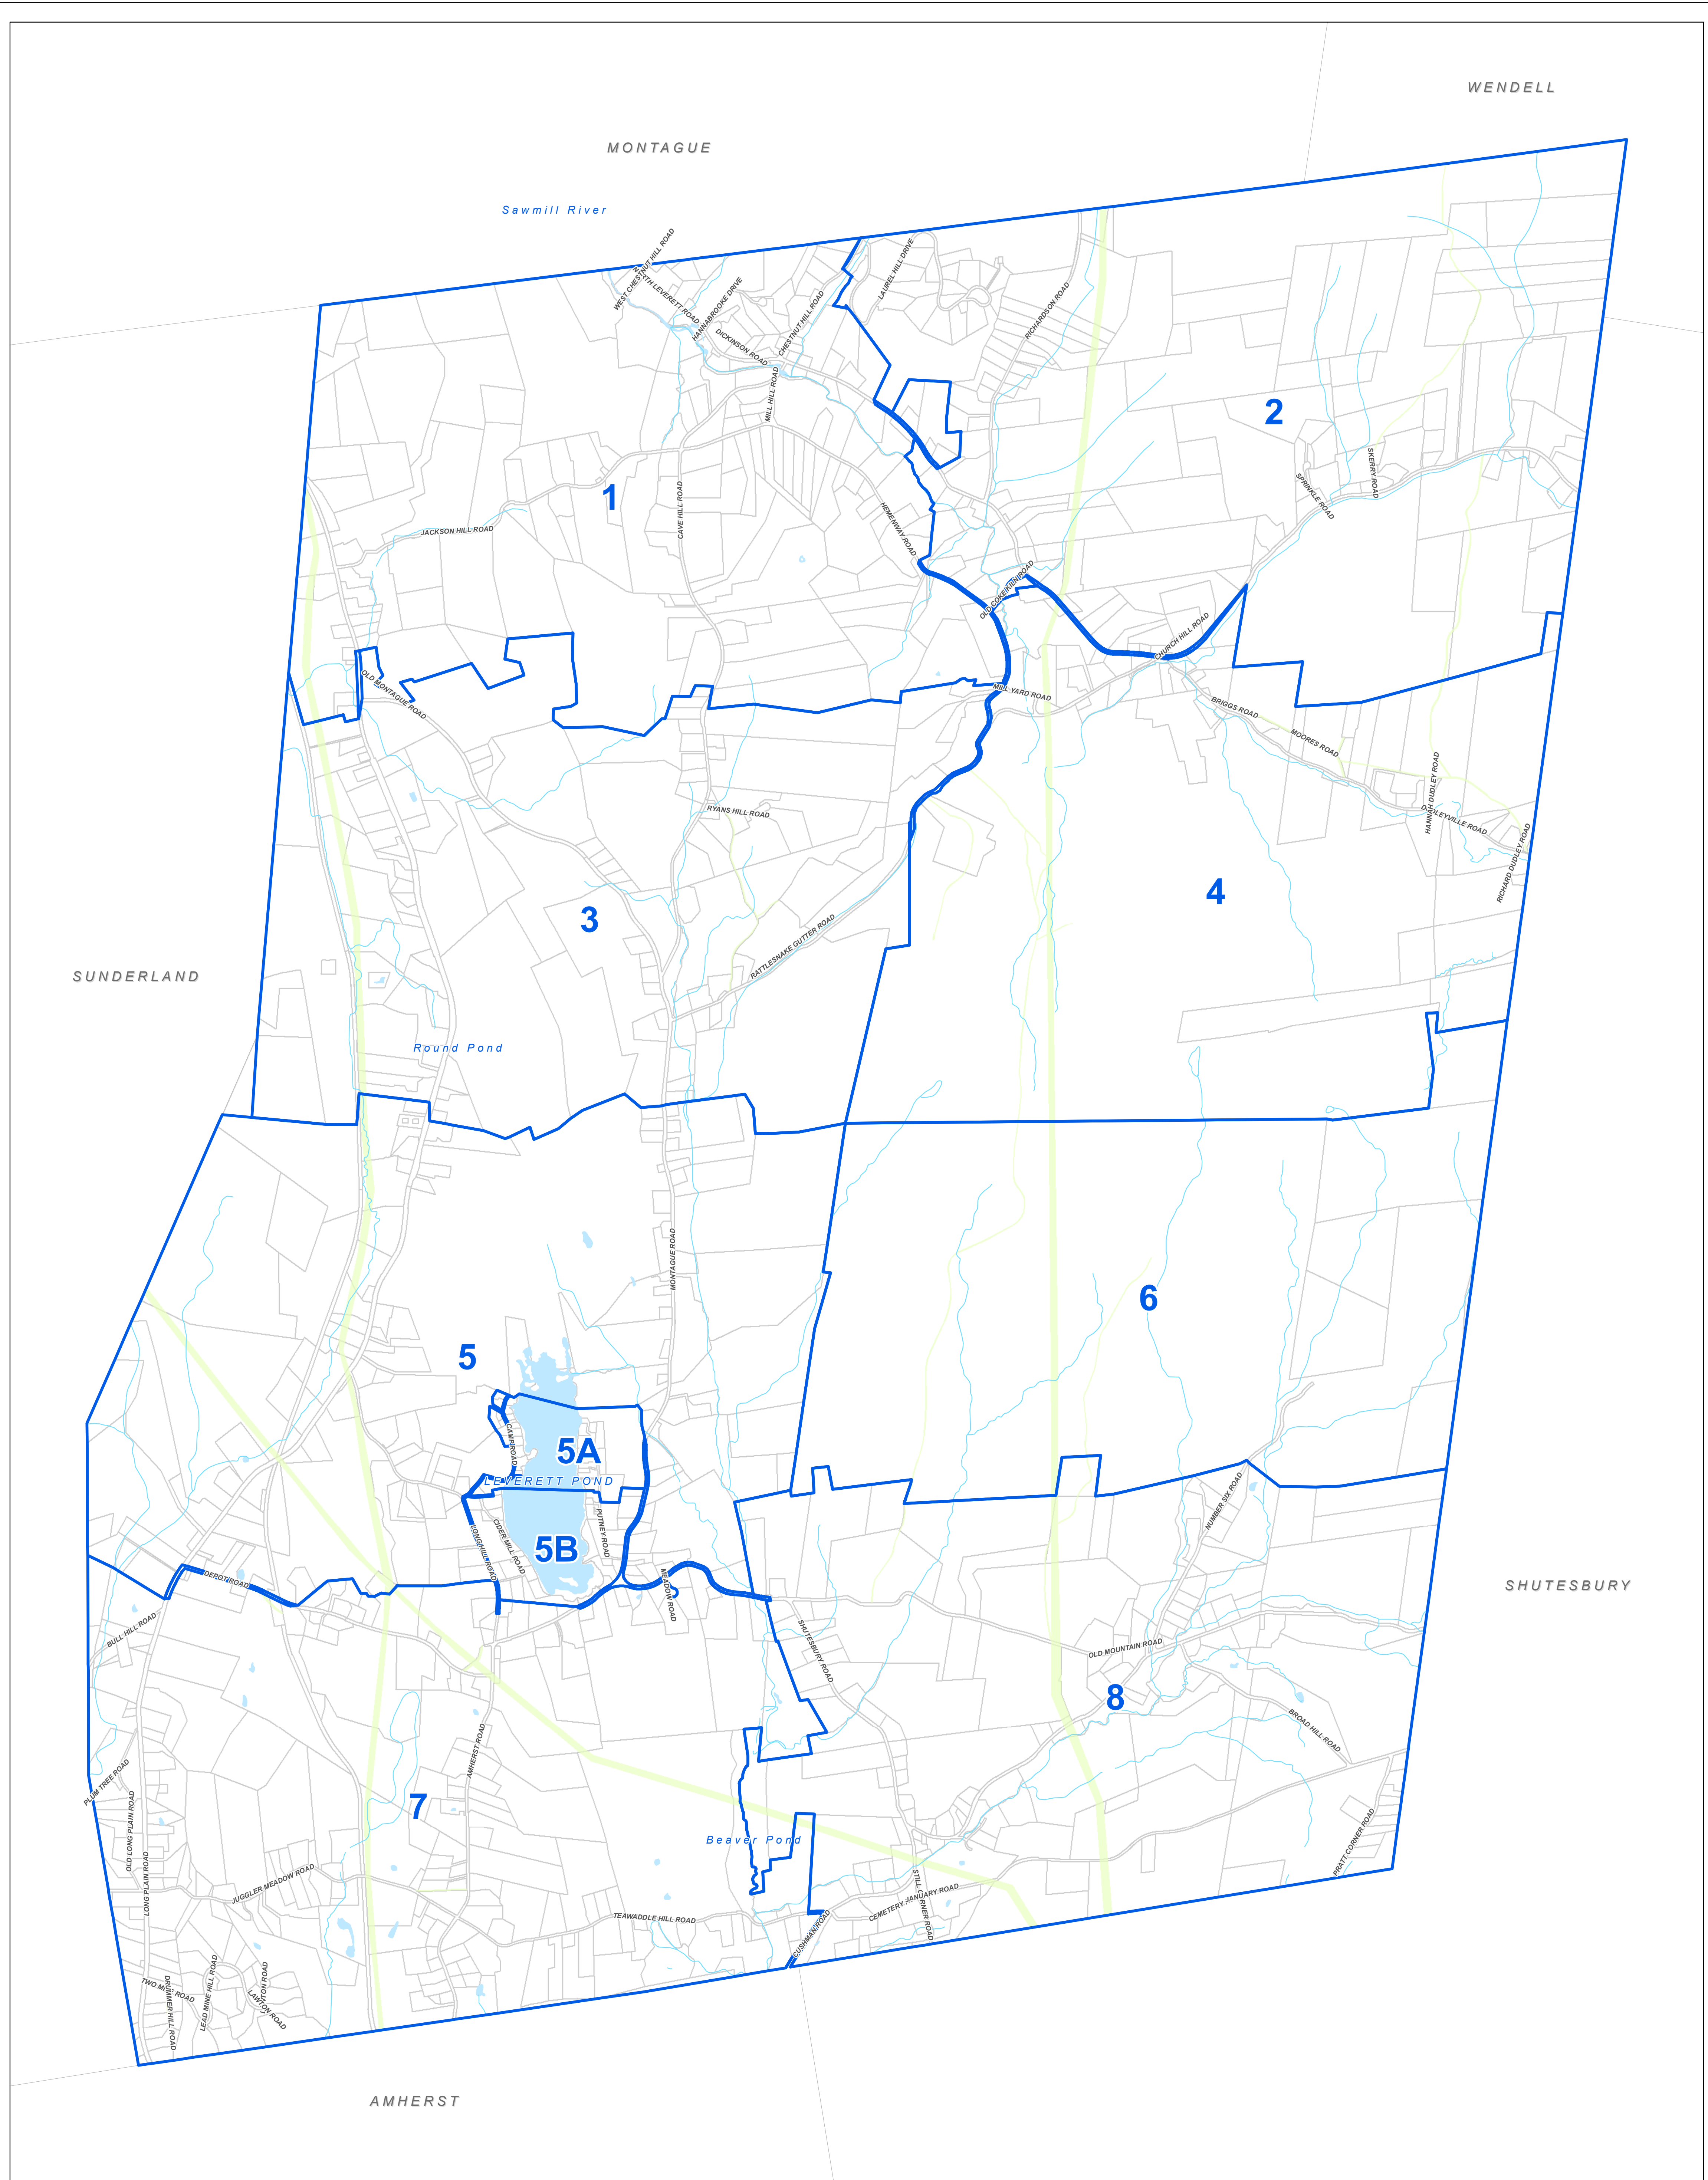 WENDELL
MONTAGUE
Sawmill River
WEST CHESTNUT HILL ROAD
NORTH LEVERETT ROAD
HANNABROOKE DRIVE
LAUREL HILL DRIVE
CHESTNUT HILL ROAD
DICKINSON ROAD
RICHARDSON ROAD
MILL HILL ROAD
2
SKERRY ROAD
SPRINKLE ROAD
1
CAVE HILL ROAD
JACKSON HILL ROAD
HEMENWAY ROAD
OLD COKE KILN ROAD
CHURCH HILL ROAD
OLD MONTAGUE ROAD
MILL YARD ROAD
BRIGGS ROAD
MOORES ROAD
HANNAH DUDLEY ROAD
DUDLEYVILLE ROAD
RICHARD DUDLEY ROAD
RYANS HILL ROAD
3
4
RATTLESNAKE GUTTER ROAD
SUNDERLAND
Round Pond
MONTAGUE ROAD
6
5
CAMP ROAD
5A
LEVERETT POND
5B
PUTNEY ROAD
CIDER MILL ROAD
LONG HILL ROAD
NUMBER SIX ROAD
DEPOT ROAD
MEADOW ROAD
SHUTESBURY
BULL HILL ROAD
SHUTESBURY ROAD
OLD MOUNTAIN ROAD
8
BROAD HILL ROAD
AMHERST ROAD
PLUM TREE ROAD
7
OLD LONG PLAIN ROAD
Beaver Pond
PRATT CORNER ROAD
LONG PLAIN ROAD
JUGGLER MEADOW ROAD
STILL CORNER ROAD
CEMETERY
JANUARY ROAD
TEAWADDLE HILL ROAD
CUSHMAN ROAD
TWO MILE ROAD
DRUMMER HILL ROAD
LEAD MINE HILL ROAD
LAWTON ROAD
LAWTON ROAD
AMHERST